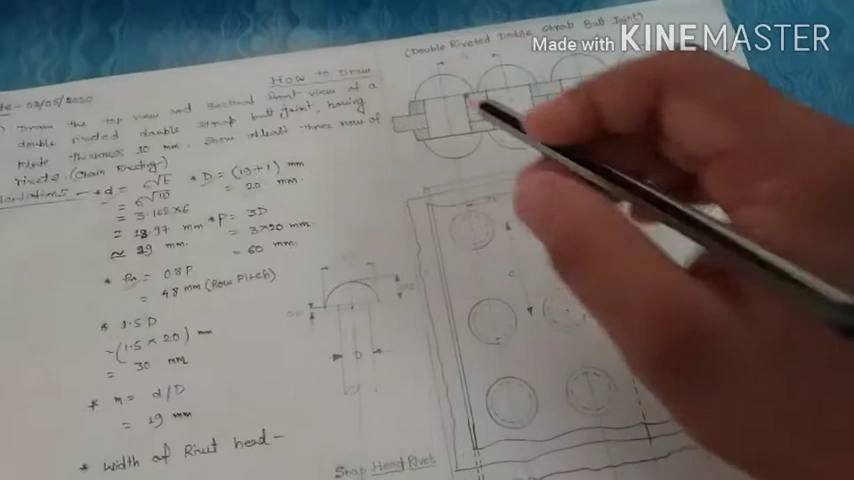 Made with KINEMASTER
(Double Riveted Double Strap Butt Joint)
03/05/2020
HOW TO DRAW
Draw the top view and sectional front view of a
double riveted double strap butt joint, having
plate thickness 10 mm. Show atleast three rows of
rivets. (Chain Riveting)
Calculations -
* d = 6√t
= 6√10
= 3.162×6
= 18.97 mm
≈ 19 mm.
* D = (19+1) mm
= 20 mm.
* P = 3D
= 3×20 mm.
= 60 mm.
* = 0.8P
= 48 mm (Row Pitch)
* 1.5D
(1.5 × 20) mm
= 30 mm
* m = d/D
= 19 mm
* Width of Rivet head -
D
Snap Head Rivet